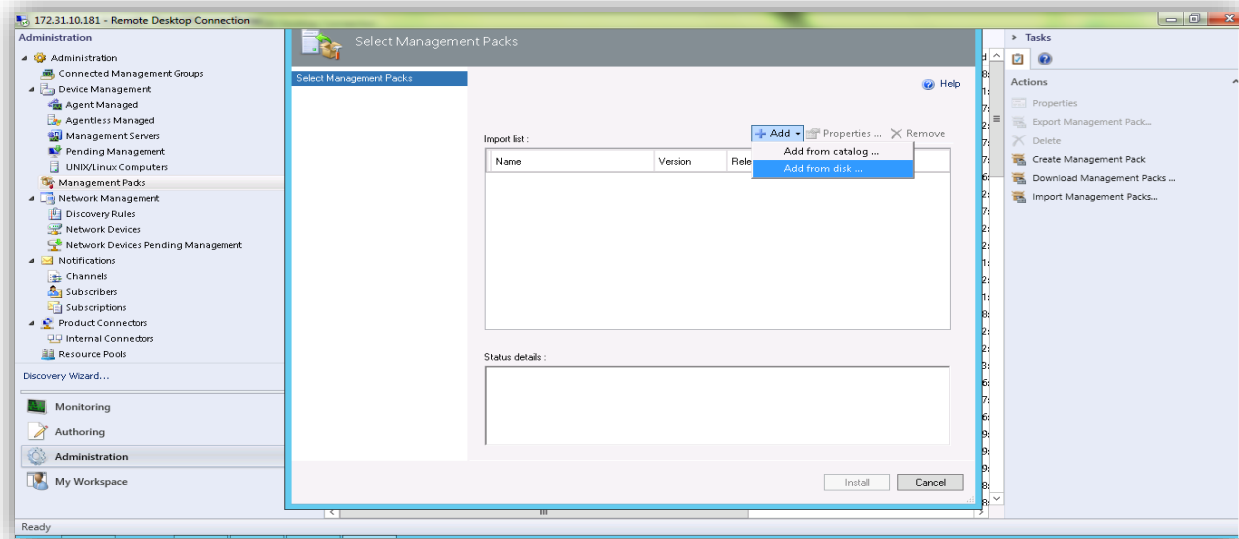 172.31.10.181 - Remote Desktop Connection
Administration
Administration
Connected Management Groups
Device Management
Agent Managed
Agentless Managed
Management Servers
Pending Management
UNIX/Linux Computers
Management Packs
Network Management
Discovery Rules
Network Devices
Network Devices Pending Management
Notifications
Channels
Subscribers
Subscriptions
Product Connectors
Internal Connectors
Resource Pools
Discovery Wizard...
Monitoring
Authoring
Administration
My Workspace
Ready
Select Management Packs
Select Management Packs
Help
Import list :
Add Properties ... Remove
Add from catalog ...
Add from disk ...
Name Version Rele
Status details :
Install Cancel
Tasks
Actions
Properties
Export Management Pack...
Delete
Create Management Pack
Download Management Packs ...
Import Management Packs...